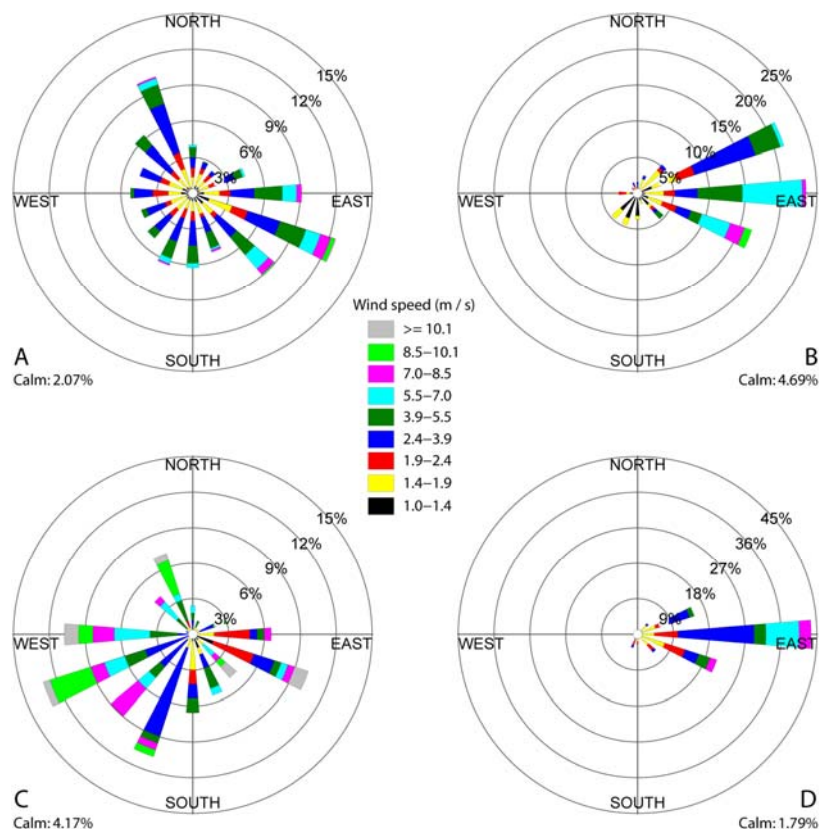 NORTH
15%
12%
9%
6%
3%
WEST
EAST
SOUTH
A
Calm: 2.07%
NORTH
25%
20%
15%
10%
5%
EAST
WEST
SOUTH
B
Calm: 4.69%
Wind speed (m / s)
>= 10.1
8.5–10.1
7.0–8.5
5.5–7.0
3.9–5.5
2.4–3.9
1.9–2.4
1.4–1.9
1.0–1.4
NORTH
15%
12%
9%
6%
3%
WEST
EAST
SOUTH
C
Calm: 4.17%
NORTH
45%
36%
27%
18%
9%
WEST
EAST
SOUTH
D
Calm: 1.79%